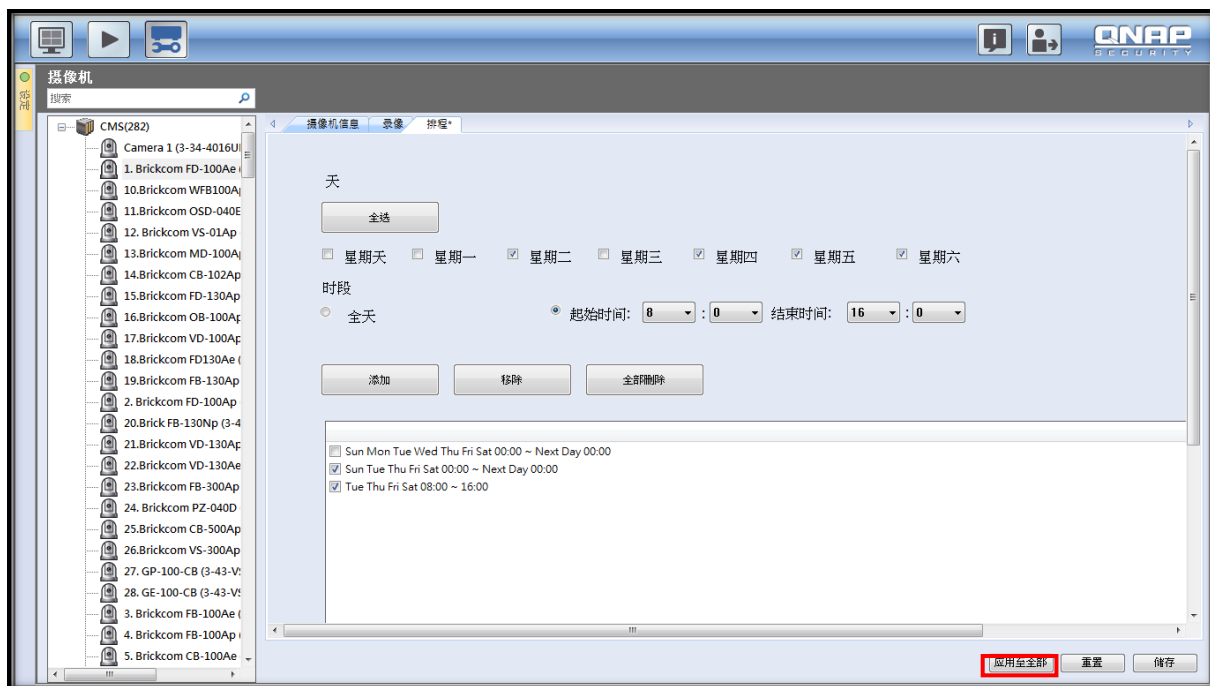 QNAP
SECURITY
摄像机
搜索
CMS(282)
Camera 1 (3-34-4016U
1. Brickcom FD-100Ae (
10.Brickcom WFB100A
11.Brickcom OSD-040E
12. Brickcom VS-01Ap
13.Brickcom MD-100A
14.Brickcom CB-102Ap
15.Brickcom FD-130Ap
16.Brickcom OB-100Ap
17.Brickcom VD-100Ap
18.Brickcom FD130Ae (
19.Brickcom FB-130Ap
2. Brickcom FD-100Ap
20.Brick FB-130Np (3-4
21.Brickcom VD-130Ap
22.Brickcom VD-130Ae
23.Brickcom FB-300Ap
24. Brickcom PZ-040D
25.Brickcom CB-500Ap
26.Brickcom VS-300Ap
27. GP-100-CB (3-43-VS
28. GE-100-CB (3-43-VS
3. Brickcom FB-100Ae (
4. Brickcom FB-100Ap (
5. Brickcom CB-100Ae
摄像机信息 录像 排程*
天
全选
星期天 星期一 星期二 星期三 星期四 星期五 星期六
时段
全天 起始时间: 8 : 0 结束时间: 16 : 0
添加 移除 全部删除
Sun Mon Tue Wed Thu Fri Sat 00:00 ~ Next Day 00:00
Sun Tue Thu Fri Sat 00:00 ~ Next Day 00:00
Tue Thu Fri Sat 08:00 ~ 16:00
应用至全部 重置 储存